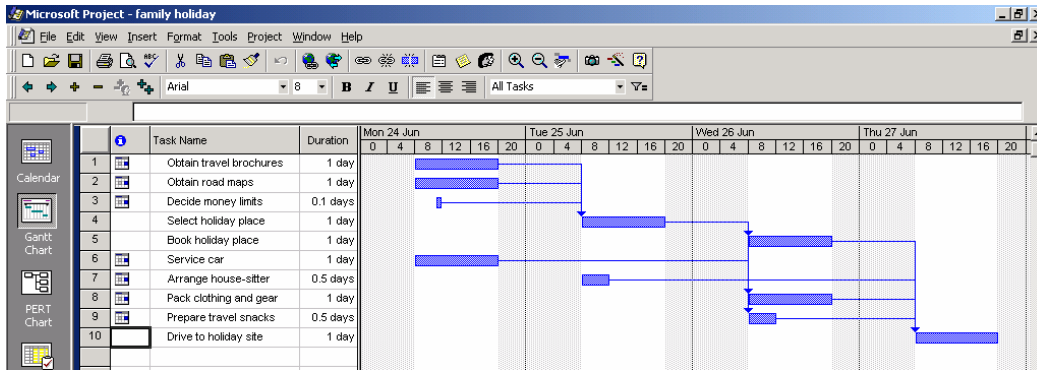 Microsoft Project - family holiday
File Edit View Insert Format Tools Project Window Help
Arial 8 B I U All Tasks
Task Name Duration Mon 24 Jun Tue 25 Jun Wed 26 Jun Thu 27 Jun
0 4 8 12 16 20 0 4 8 12 16 20 0 4 8 12 16 20 0 4 8 12 16 20
1 Obtain travel brochures 1 day
2 Obtain road maps 1 day
3 Decide money limits 0.1 days
4 Select holiday place 1 day
5 Book holiday place 1 day
6 Service car 1 day
7 Arrange house-sitter 0.5 days
8 Pack clothing and gear 1 day
9 Prepare travel snacks 0.5 days
10 Drive to holiday site 1 day
Calendar
Gantt
Chart
PERT
Chart